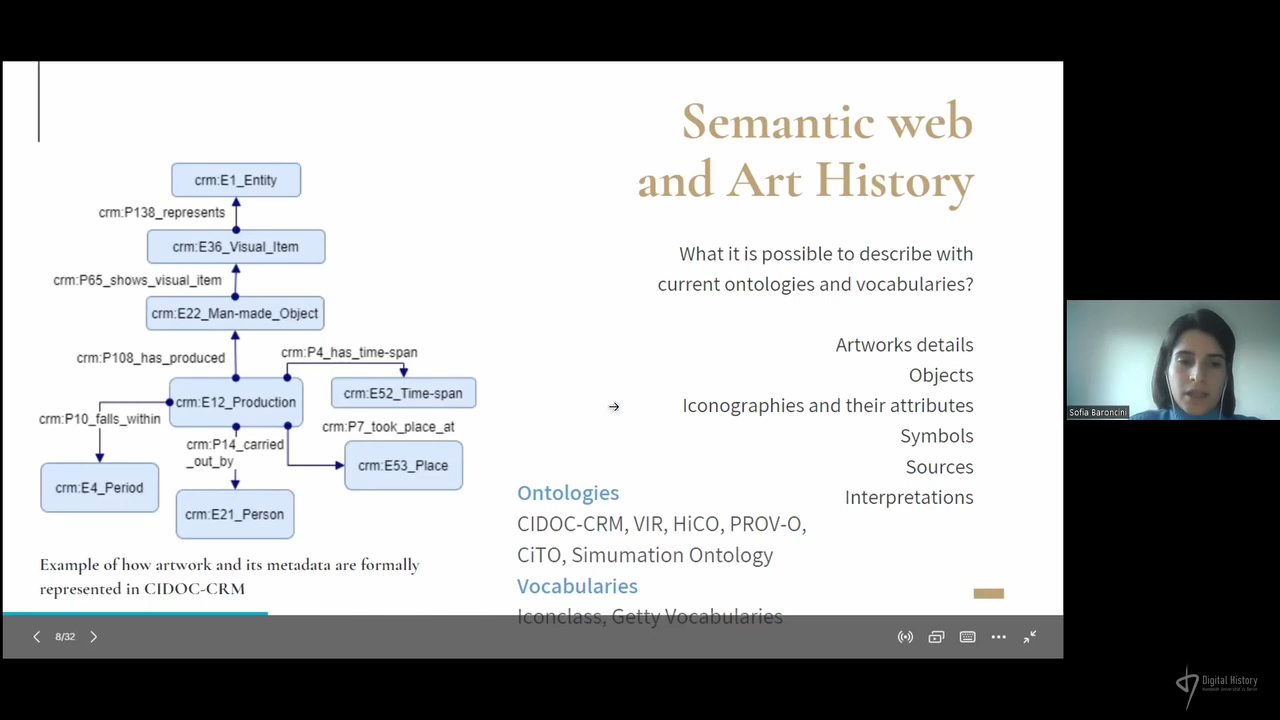 Semantic web
and Art History
crm:E1_Entity
crm:P138_represents
crm:E36_Visual_Item
crm:P65_shows_visual_item
crm:E22_Man-made_Object
crm:P108_has_produced
crm:P4_has_time-span
crm:E12_Production
crm:E52_Time-span
crm:P10_falls_within
crm:P7_took_place_at
crm:P14_carried
_out_by
crm:E53_Place
crm:E4_Period
crm:E21_Person
Example of how artwork and its metadata are formally
represented in CIDOC-CRM
What it is possible to describe with
current ontologies and vocabularies?
Artworks details
Objects
Iconographies and their attributes
Symbols
Sources
Interpretations
Ontologies
CIDOC-CRM, VIR, HiCO, PROV-O,
CiTO, Simumation Ontology
Vocabularies
Iconclass, Getty Vocabularies
8/32
Sofia Baroncini
Digital History
Humboldt-Universität zu Berlin